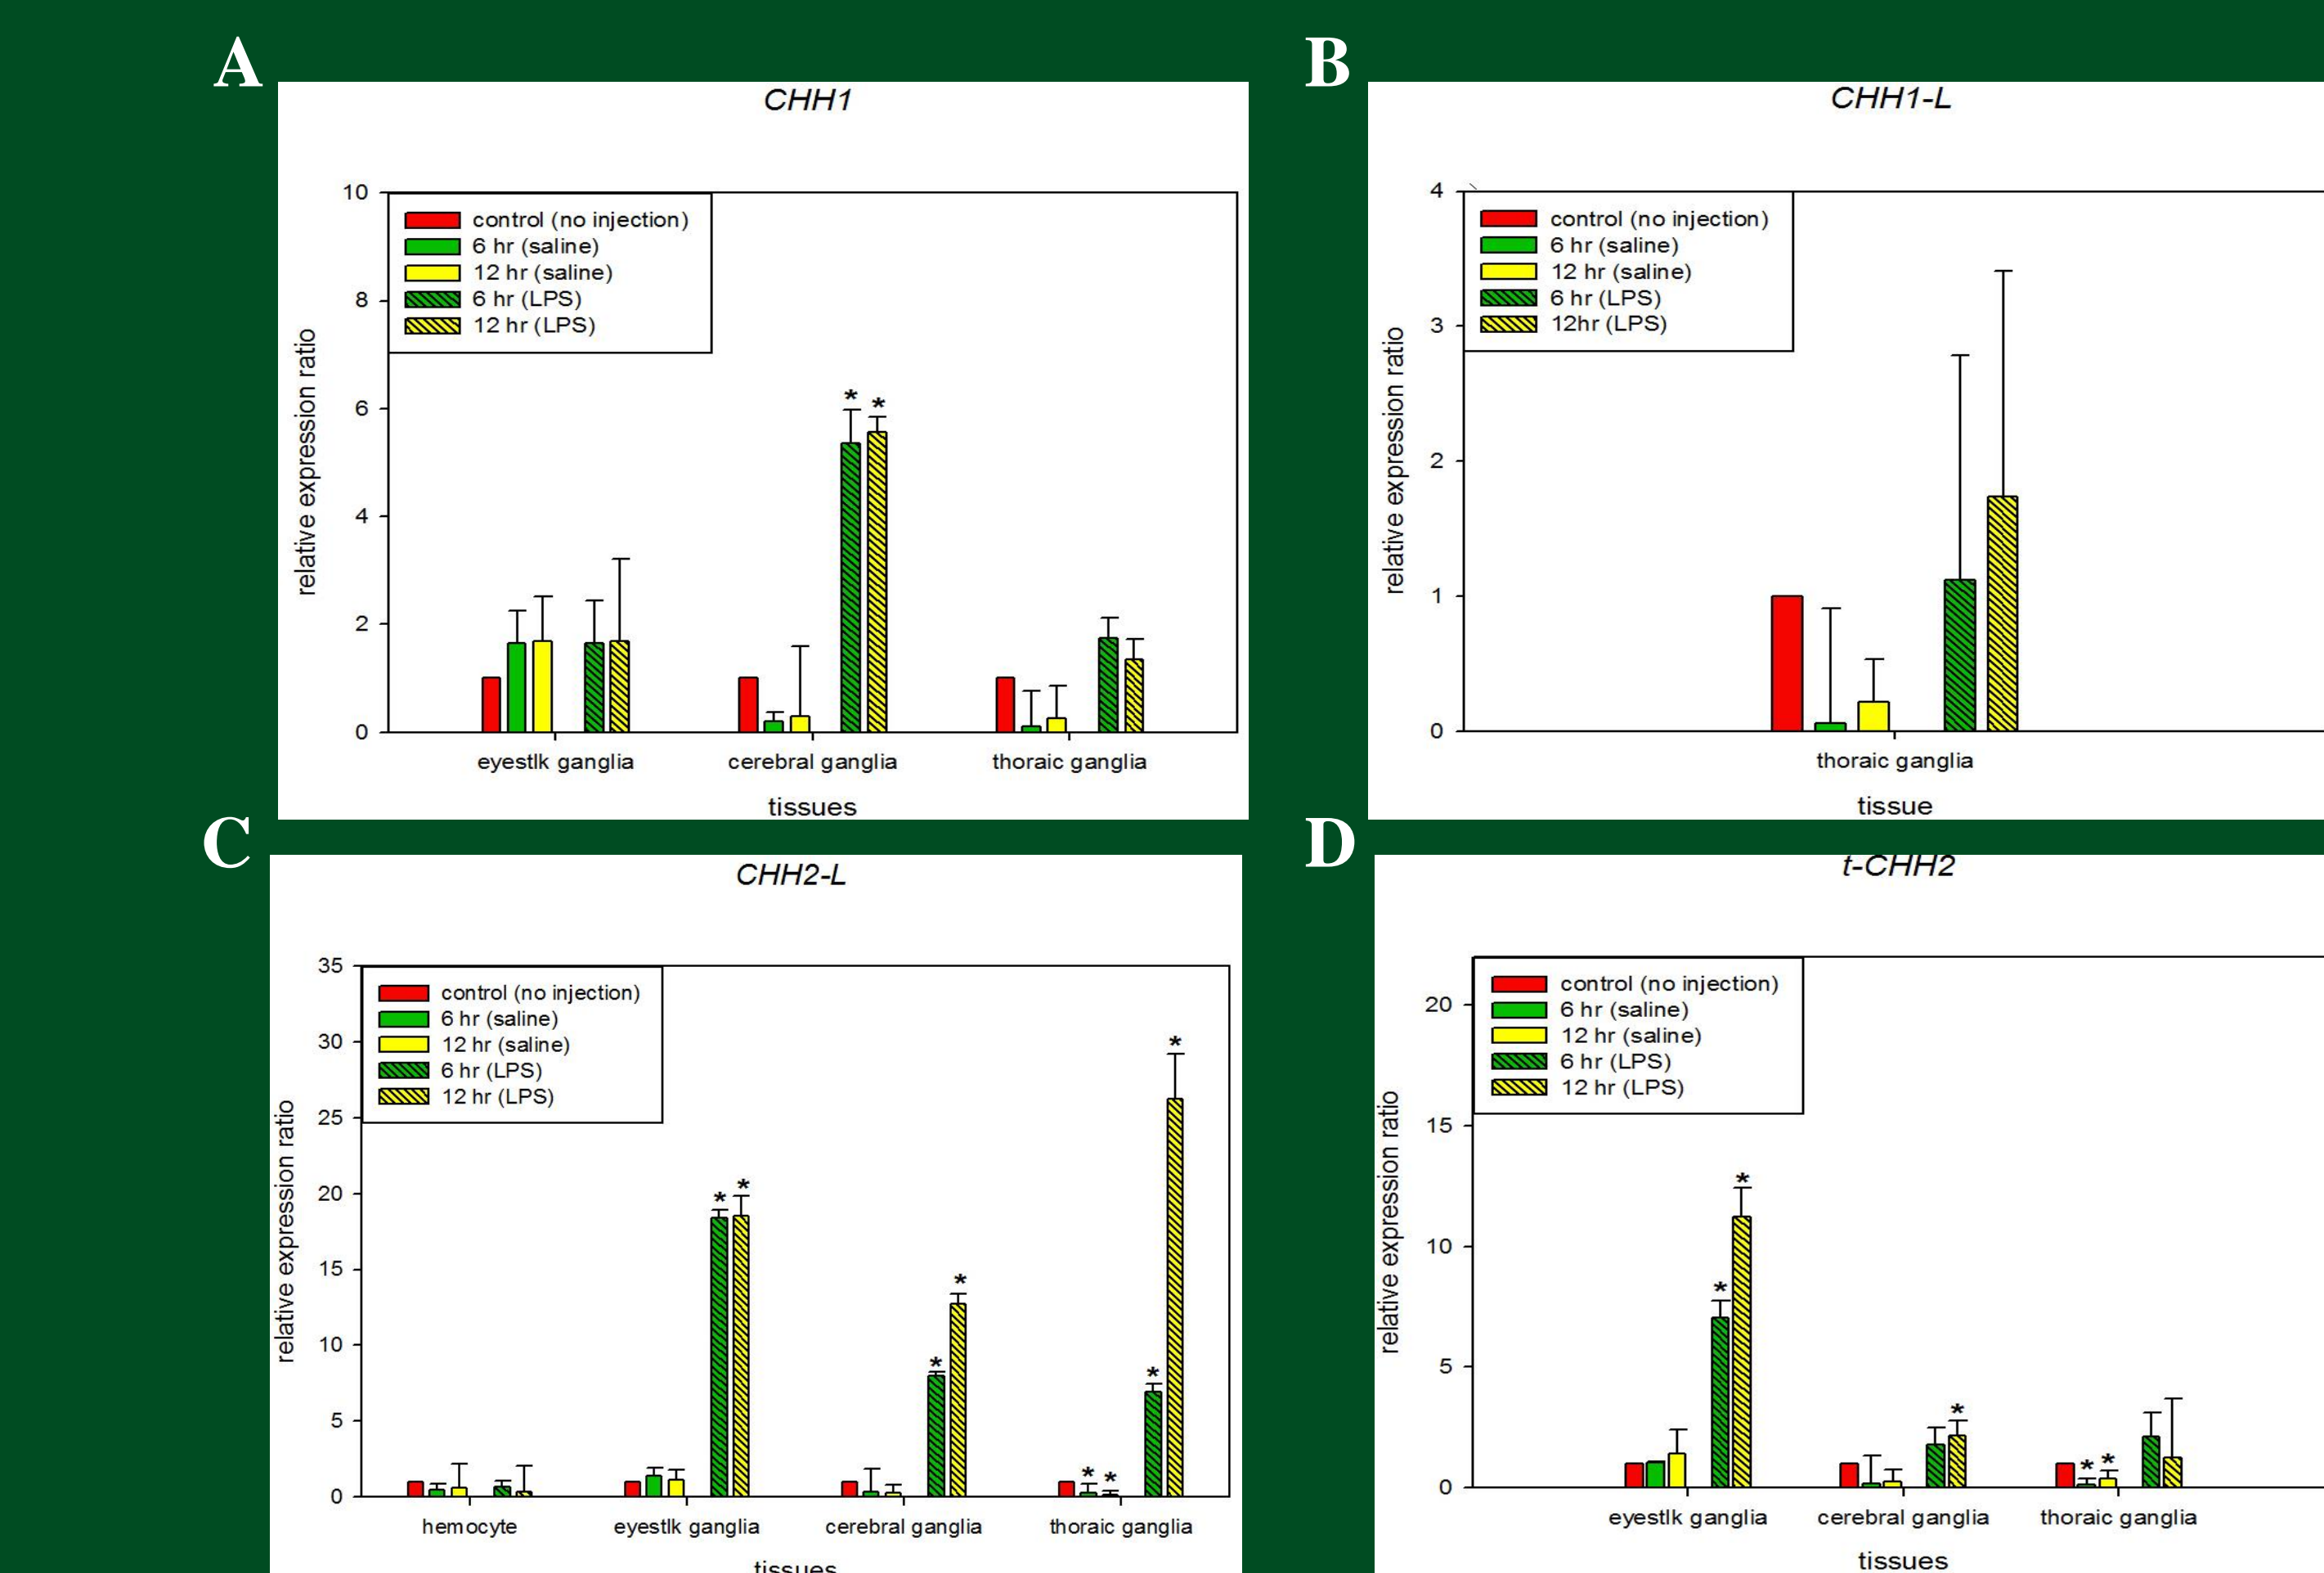 A
CHH1
relative expression ratio
10
8
6
4
2
0
control (no injection)
6 hr (saline)
12 hr (saline)
6 hr (LPS)
12 hr (LPS)
* *
eyestlk ganglia cerebral ganglia thoraic ganglia
tissues
B
CHH1-L
relative expression ratio
4
3
2
1
0
control (no injection)
6 hr (saline)
12 hr (saline)
6 hr (LPS)
12hr (LPS)
thoraic ganglia
tissue
C
CHH2-L
relative expression ratio
35
30
25
20
15
10
5
0
control (no injection)
6 hr (saline)
12 hr (saline)
6 hr (LPS)
12 hr (LPS)
* * * * * * * *
hemocyte eyestlk ganglia cerebral ganglia thoraic ganglia
tissues
D
t-CHH2
relative expression ratio
20
15
10
5
0
control (no injection)
6 hr (saline)
12 hr (saline)
6 hr (LPS)
12 hr (LPS)
* * * * *
eyestlk ganglia cerebral ganglia thoraic ganglia
tissues